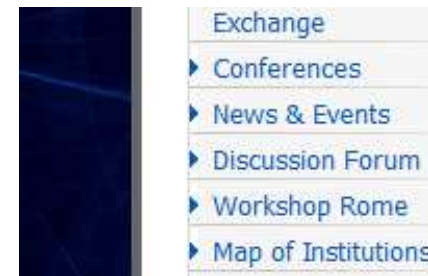 Exchange
Conferences
News & Events
Discussion Forum
Workshop Rome
Map of Institutions